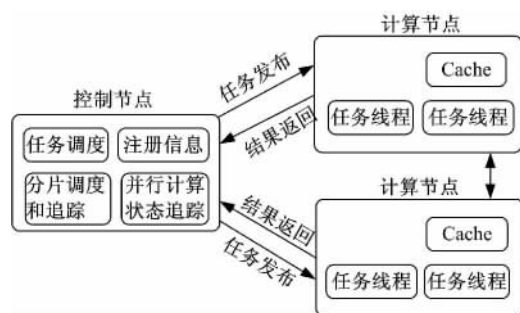 控制节点
任务调度
注册信息
分片调度
和追踪
并行计算
状态追踪
任务发布
结果返回
结果返回
任务发布
计算节点
Cache
任务线程
任务线程
计算节点
Cache
任务线程
任务线程